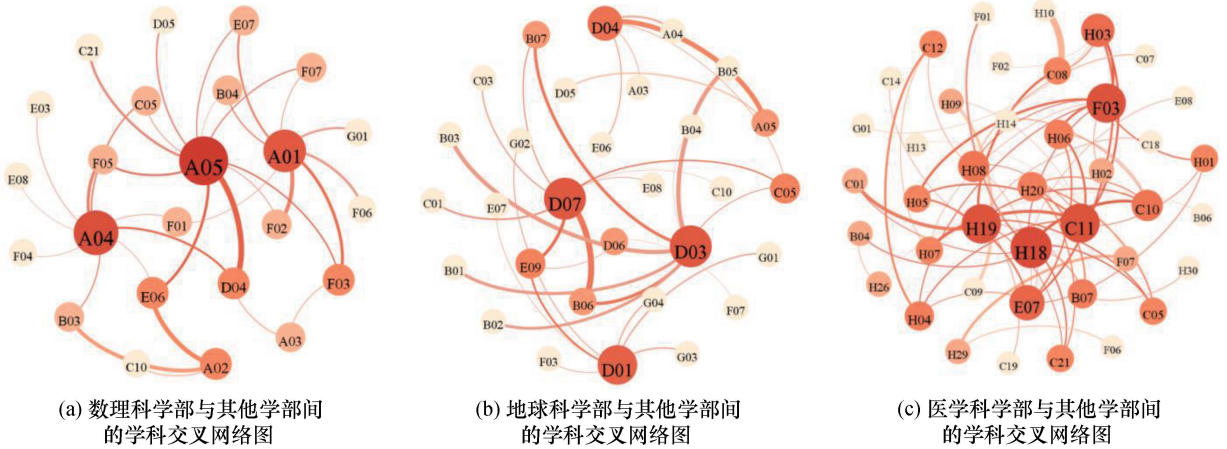 D05
E07
C21
F07
C05
B04
E03
G01
F05
A05
A01
E08
F06
F01
F02
A04
F04
E06
D04
F03
B03
A03
C10
A02
(a) 数理科学部与其他学部间
的学科交叉网络图
D04
B07
A04
B05
C03
D05
A03
A05
B03
G02
B04
E06
E08
C10
C05
C01
E07
D07
D06
D03
G01
B01
E09
B06
G04
F07
B02
F03
D01
G03
(b) 地球科学部与其他学部间
的学科交叉网络图
F01
H10
H03
C12
F02
C08
C07
C14
H09
F03
E08
G01
H14
H06
H13
C18
H01
C01
H08
H02
H05
H20
C10
B06
B04
H07
H19
H18
C11
F07
H30
H26
C09
B07
H04
E07
C05
H29
C19
C21
F06
(c) 医学科学部与其他学部间
的学科交叉网络图